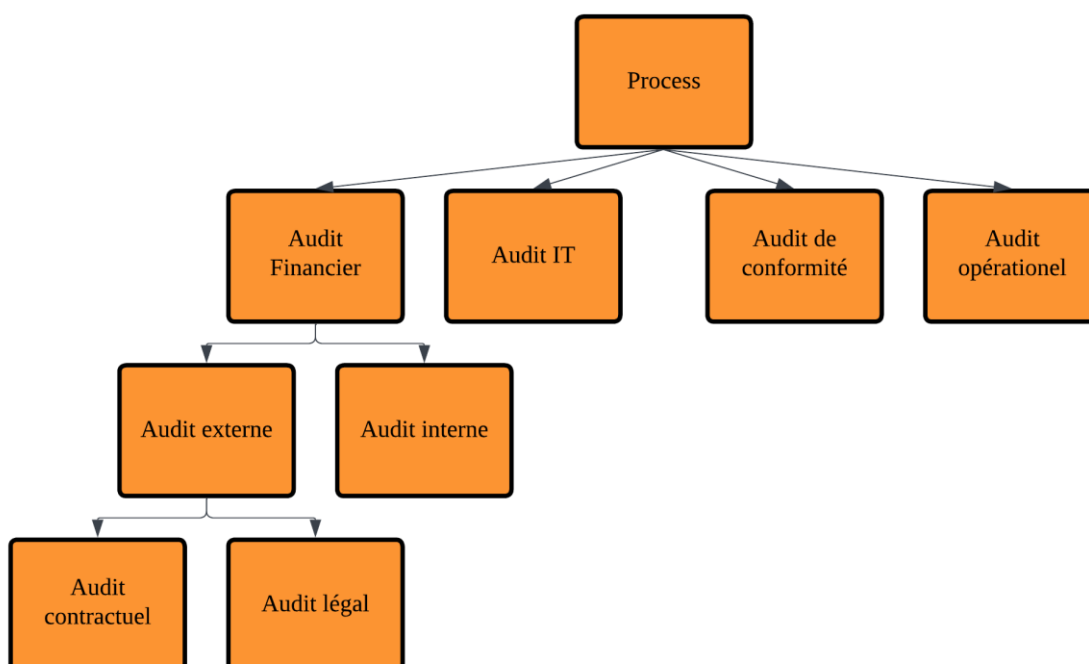 Process
Audit
Financier
Audit IT
Audit de
conformité
Audit
opérationel
Audit externe
Audit interne
Audit
contractuel
Audit légal